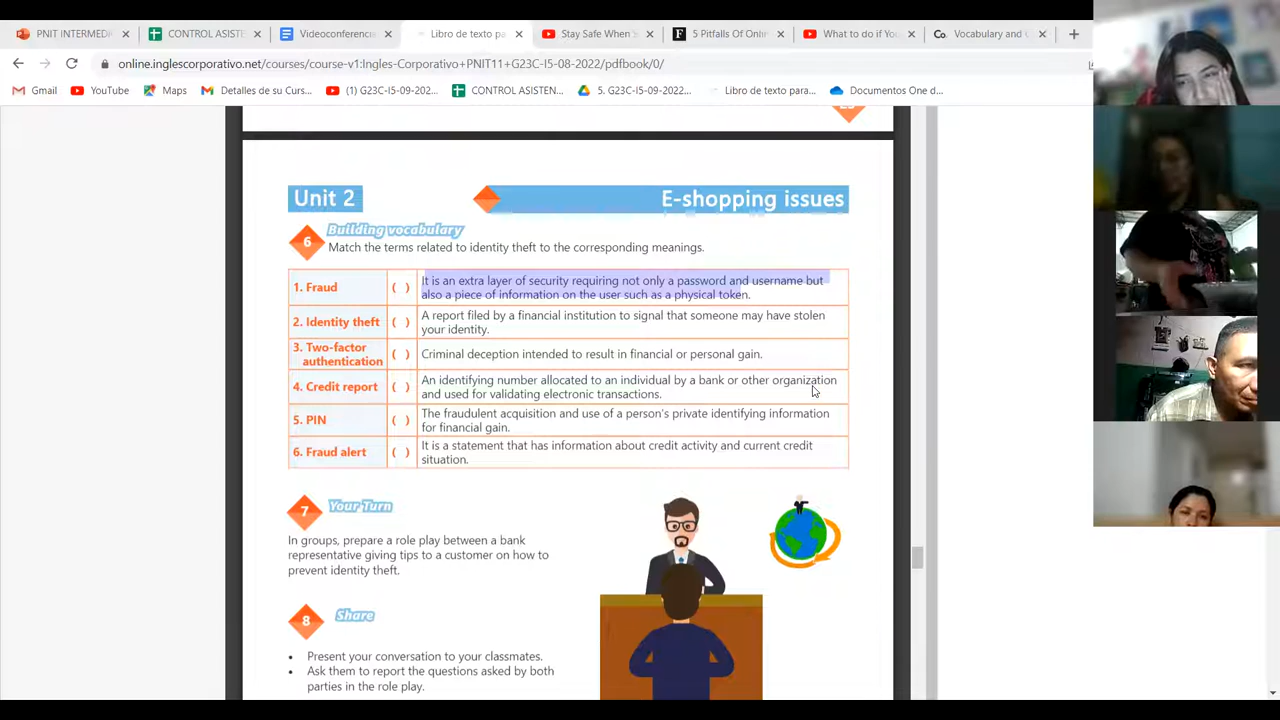 PNIT INTERMEDI
CONTROL ASISTE
Videoconferencia
Libro de texto pa
Stay Safe When S
5 Pitfalls Of Onlin
What to do if You
Co. Vocabulary and
online.inglescorporativo.net/courses/course-v1:Ingles-Corporativo+PNIT11+G23C-I5-08-2022/pdfbook/0/
Gmail
YouTube
Maps
Detalles de su Curs...
(1) G23C-I5-09-202...
CONTROL ASISTEN...
5. G23C-I5-09-2022...
Libro de texto para...
Documentos One d...
Unit 2
E-shopping issues
6
Building vocabulary
Match the terms related to identity theft to the corresponding meanings.
1. Fraud
( )
It is an extra layer of security requiring not only a password and username but
also a piece of information on the user such as a physical token.
2. Identity theft
( )
A report filed by a financial institution to signal that someone may have stolen
your identity.
3. Two-factor
authentication
( )
Criminal deception intended to result in financial or personal gain.
4. Credit report
( )
An identifying number allocated to an individual by a bank or other organization
and used for validating electronic transactions.
5. PIN
( )
The fraudulent acquisition and use of a person's private identifying information
for financial gain.
6. Fraud alert
( )
It is a statement that has information about credit activity and current credit
situation.
7
Your Turn
In groups, prepare a role play between a bank
representative giving tips to a customer on how to
prevent identity theft.
8
Share
• Present your conversation to your classmates.
• Ask them to report the questions asked by both
parties in the role play.